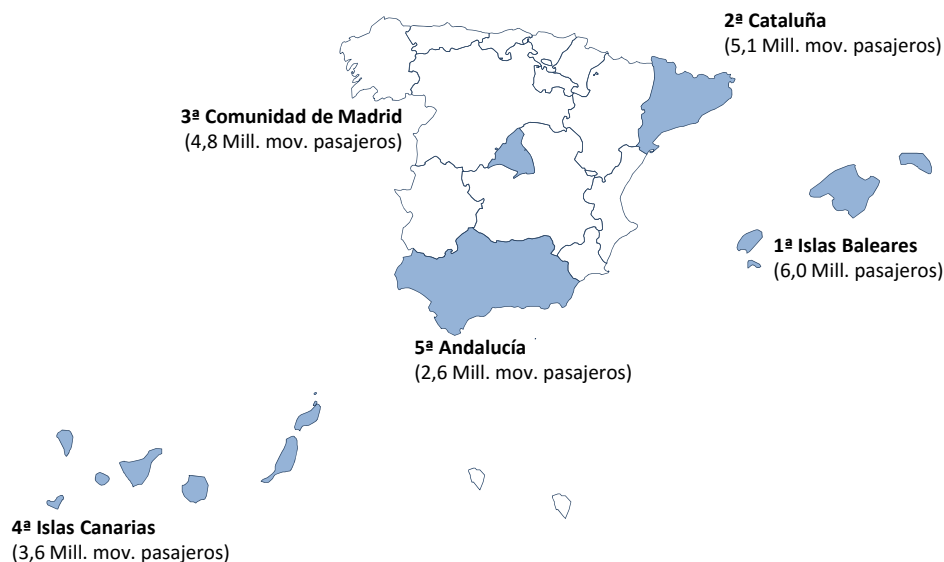 2ª Cataluña
(5,1 Mill. mov. pasajeros)
3ª Comunidad de Madrid
(4,8 Mill. mov. pasajeros)
1ª Islas Baleares
(6,0 Mill. pasajeros)
5ª Andalucía
(2,6 Mill. mov. pasajeros)
4ª Islas Canarias
(3,6 Mill. mov. pasajeros)